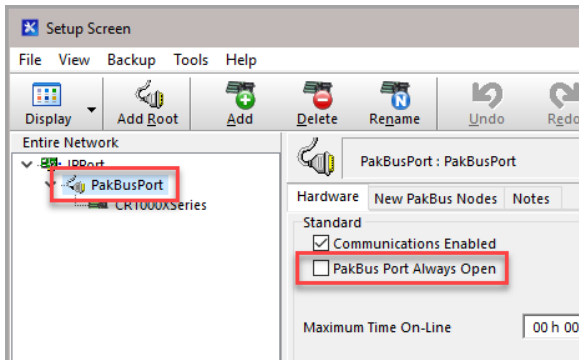 Setup Screen
File View Backup Tools Help
Display Add Root Add Delete Rename Undo Redo
Entire Network
IPPort
PakBusPort
CR1000XSeries
PakBusPort : PakBusPort
Hardware New PakBus Nodes Notes
Standard
Communications Enabled
PakBus Port Always Open
Maximum Time On-Line 00 h 00